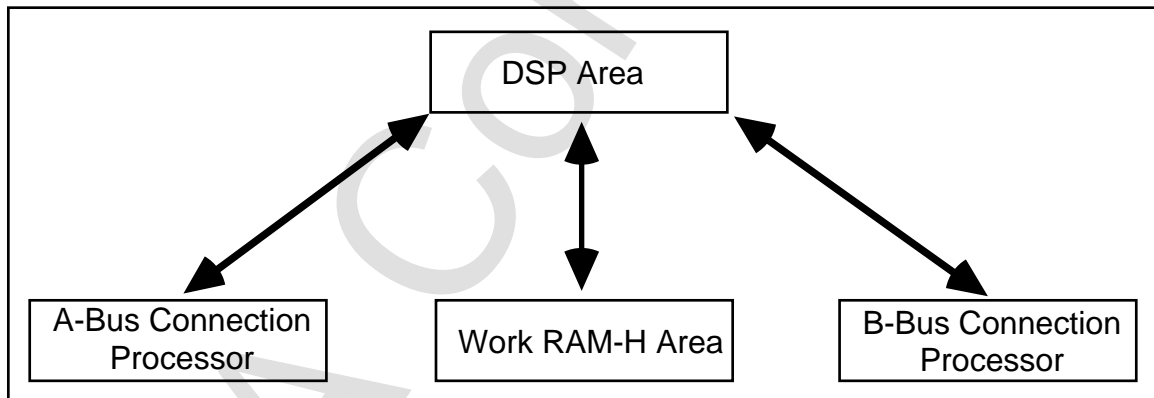 DSP Area
A-Bus Connection
Processor
Work RAM-H Area
B-Bus Connection
Processor